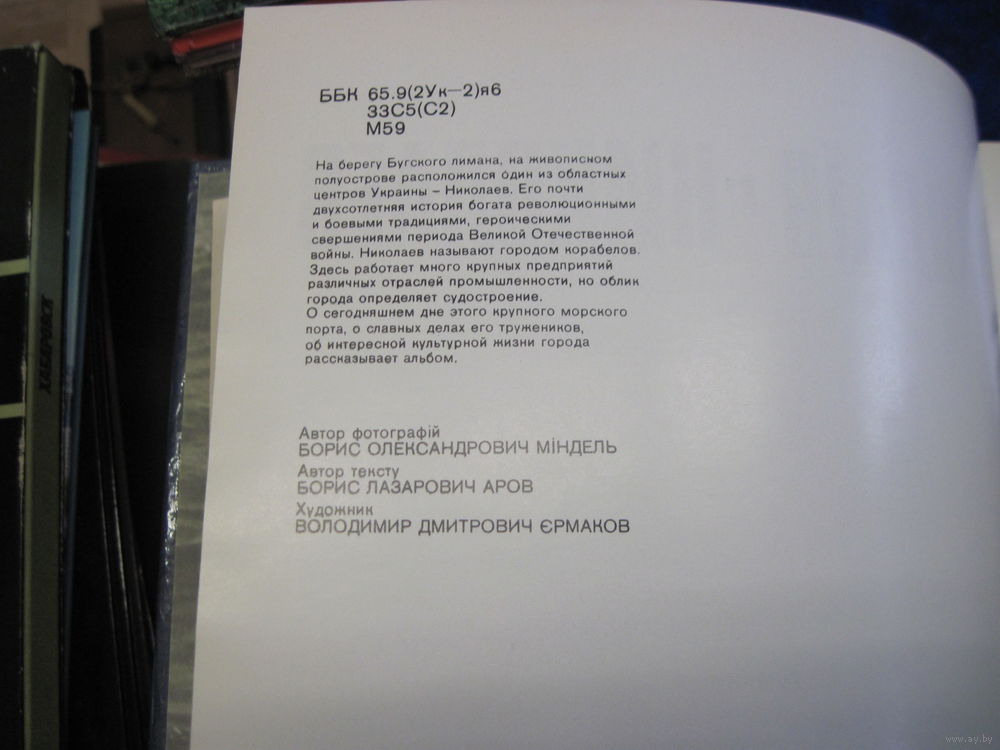 ББК 65.9(2Ук—2)я6
33С5(С2)
М59
На берегу Бугского лимана, на живописном
полуострове расположился один из областных
центров Украины – Николаев. Его почти
двухсотлетняя история богата революционными
и боевыми традициями, героическими
свершениями периода Великой Отечественной
войны. Николаев называют городом корабелов.
Здесь работает много крупных предприятий
различных отраслей промышленности, но облик
города определяет судостроение.
О сегодняшнем дне этого крупного морского
порта, о славных делах его тружеников,
об интересной культурной жизни города
рассказывает альбом.
Автор фотографій
БОРИС ОЛЕКСАНДРОВИЧ МІНДЕЛЬ
Автор тексту
БОРИС ЛАЗАРОВИЧ АРОВ
Художник
ВОЛОДИМИР ДМИТРОВИЧ ЄРМАКОВ
ХАБАРОВСК
www.ay.by